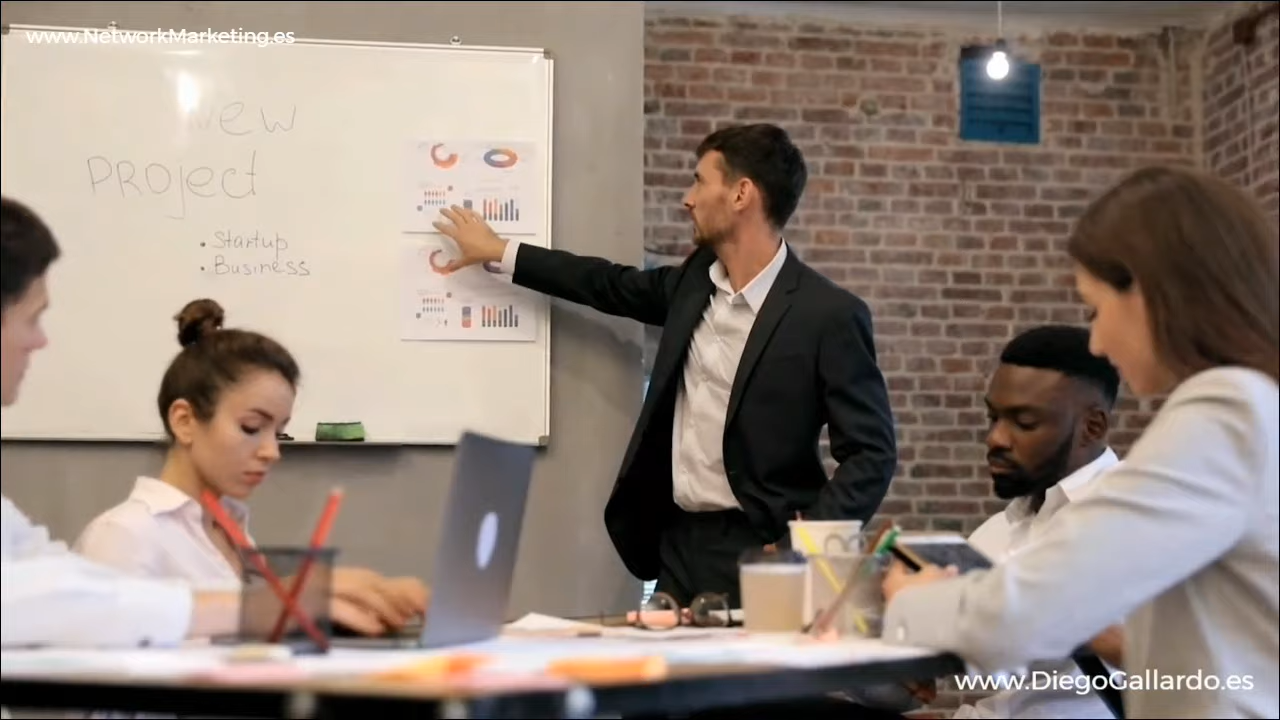 www.NetworkMarketing.es
New
Project
• Startup
• Business
www.DiegoGallardo.es